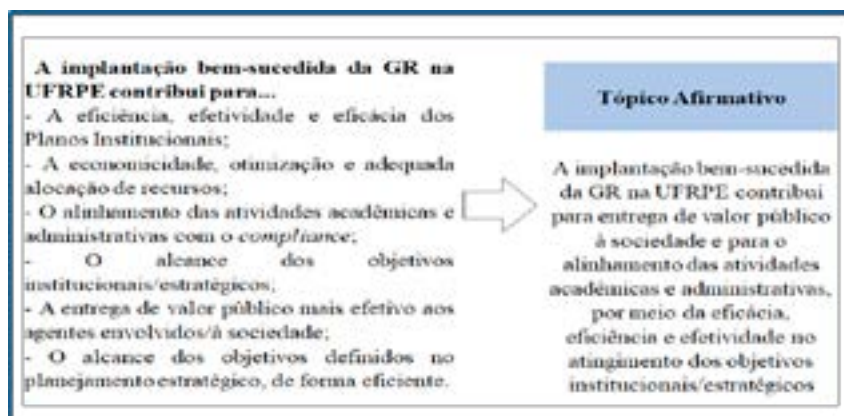 A implantação bem-sucedida da GR na
UFRPE contribui para...
- A eficiência, efetividade e eficácia dos
Planos Institucionais;
- A economicidade, otimização e adequada
alocação de recursos;
- O alinhamento das atividades acadêmicas e
administrativas com o compliance;
- O alcance dos objetivos
institucionais/estratégicos;
- A entrega de valor público mais efetivo aos
agentes envolvidos/à sociedade;
- O alcance dos objetivos definidos no
planejamento estratégico, de forma eficiente.
Tópico Afirmativo
A implantação bem-sucedida
da GR na UFRPE contribui
para entrega de valor público
à sociedade e para o
alinhamento das atividades
acadêmicas e administrativas,
por meio da eficácia,
eficiência e efetividade no
atingimento dos objetivos
institucionais/estratégicos